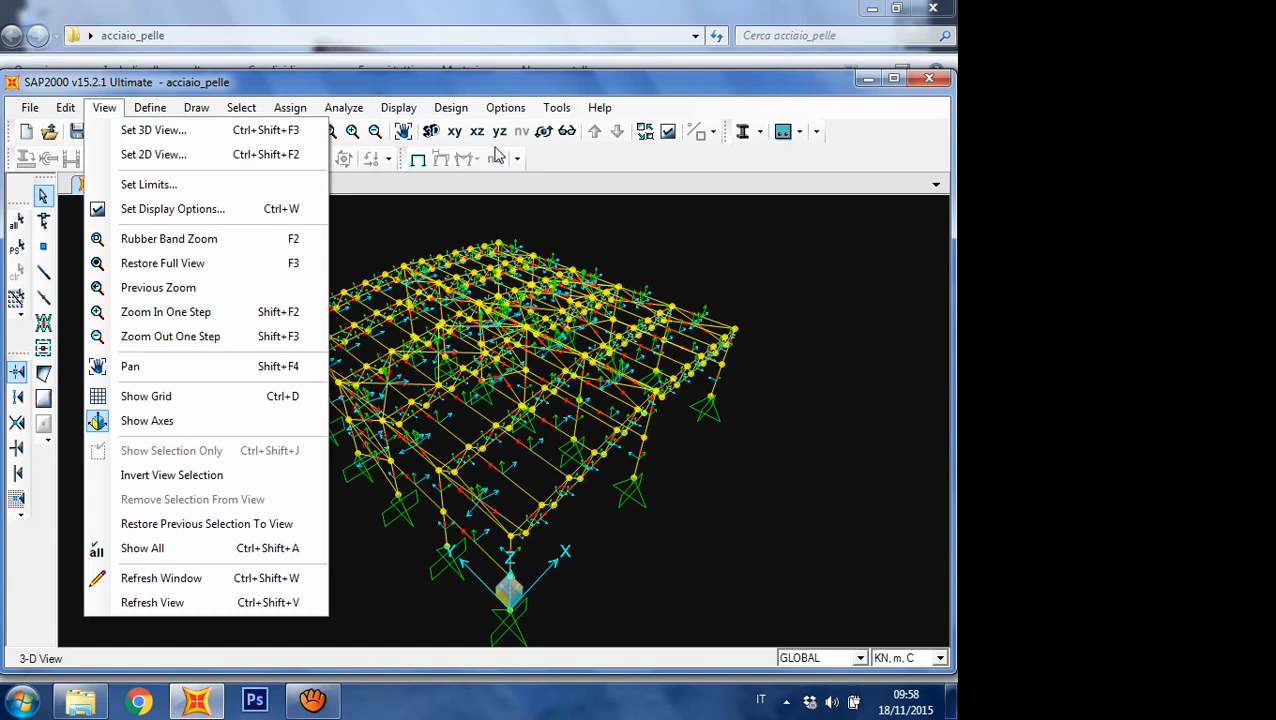 acciaio_pelle
Cerca acciaio_pelle
SAP2000 v15.2.1 Ultimate - acciaio_pelle
File Edit View Define Draw Select Assign Analyze Display Design Options Tools Help
xy xz yz nv
Set 3D View... Ctrl+Shift+F3
Set 2D View... Ctrl+Shift+F2
Set Limits...
Set Display Options... Ctrl+W
Rubber Band Zoom F2
Restore Full View F3
Previous Zoom
Zoom In One Step Shift+F2
Zoom Out One Step Shift+F3
Pan Shift+F4
Show Grid Ctrl+D
Show Axes
Show Selection Only Ctrl+Shift+J
Invert View Selection
Remove Selection From View
Restore Previous Selection To View
all Show All Ctrl+Shift+A
Refresh Window Ctrl+Shift+W
Refresh View Ctrl+Shift+V
all
PS
clr
Y Z X
3-D View GLOBAL KN, m, C
Ps IT 09:58
18/11/2015